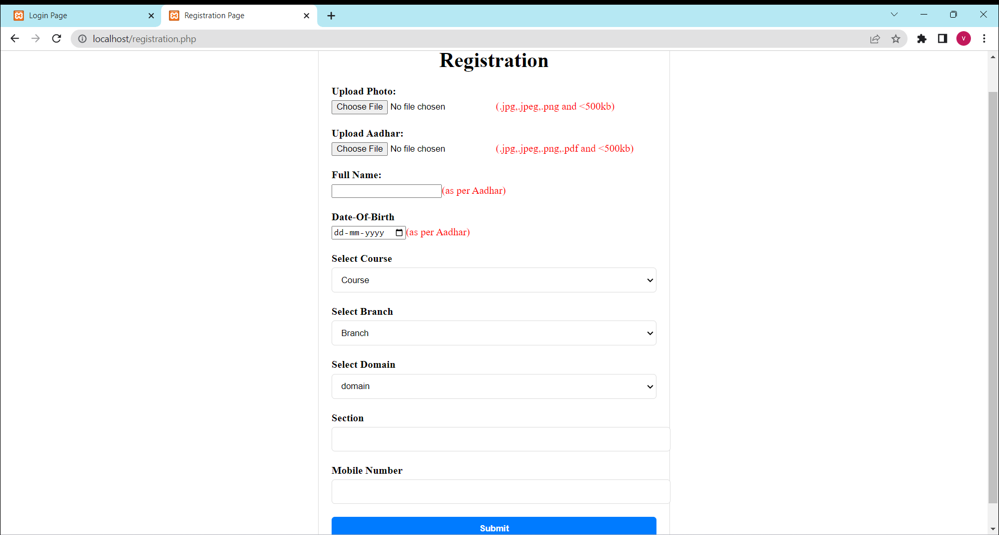 Login Page
Registration Page
localhost/registration.php
V
Registration
Upload Photo:
Choose File No file chosen (.jpg,.jpeg,.png and <500kb)
Upload Aadhar:
Choose File No file chosen (.jpg,.jpeg,.png,.pdf and <500kb)
Full Name:
(as per Aadhar)
Date-Of-Birth
dd-mm-yyyy (as per Aadhar)
Select Course
Course
Select Branch
Branch
Select Domain
domain
Section
Mobile Number
Submit